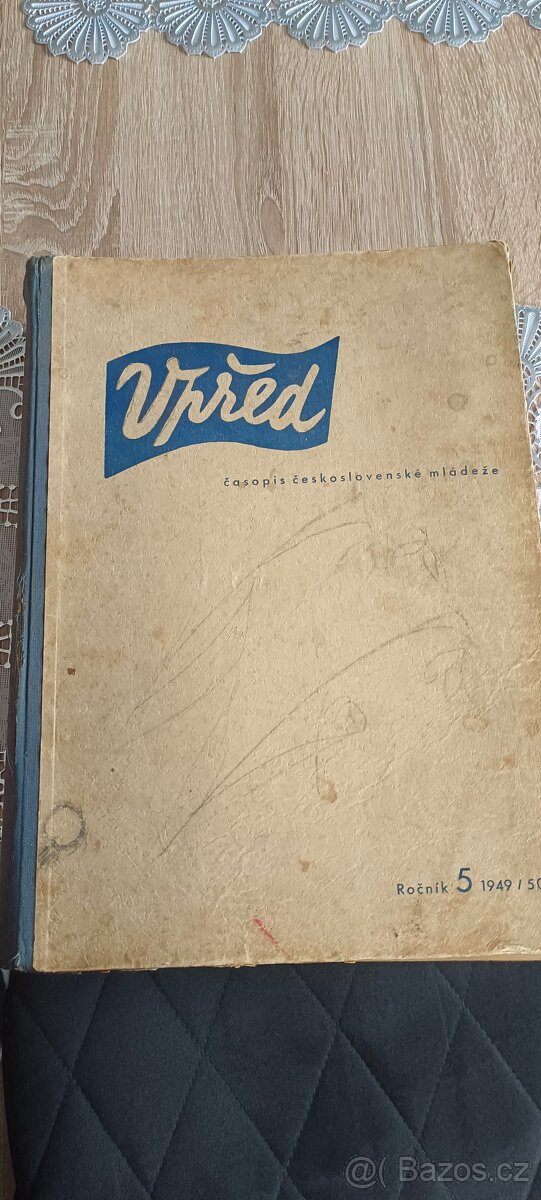 Vpřed
časopis československé mládeže
Ročník 5 1949 / 50
© Bazos.cz